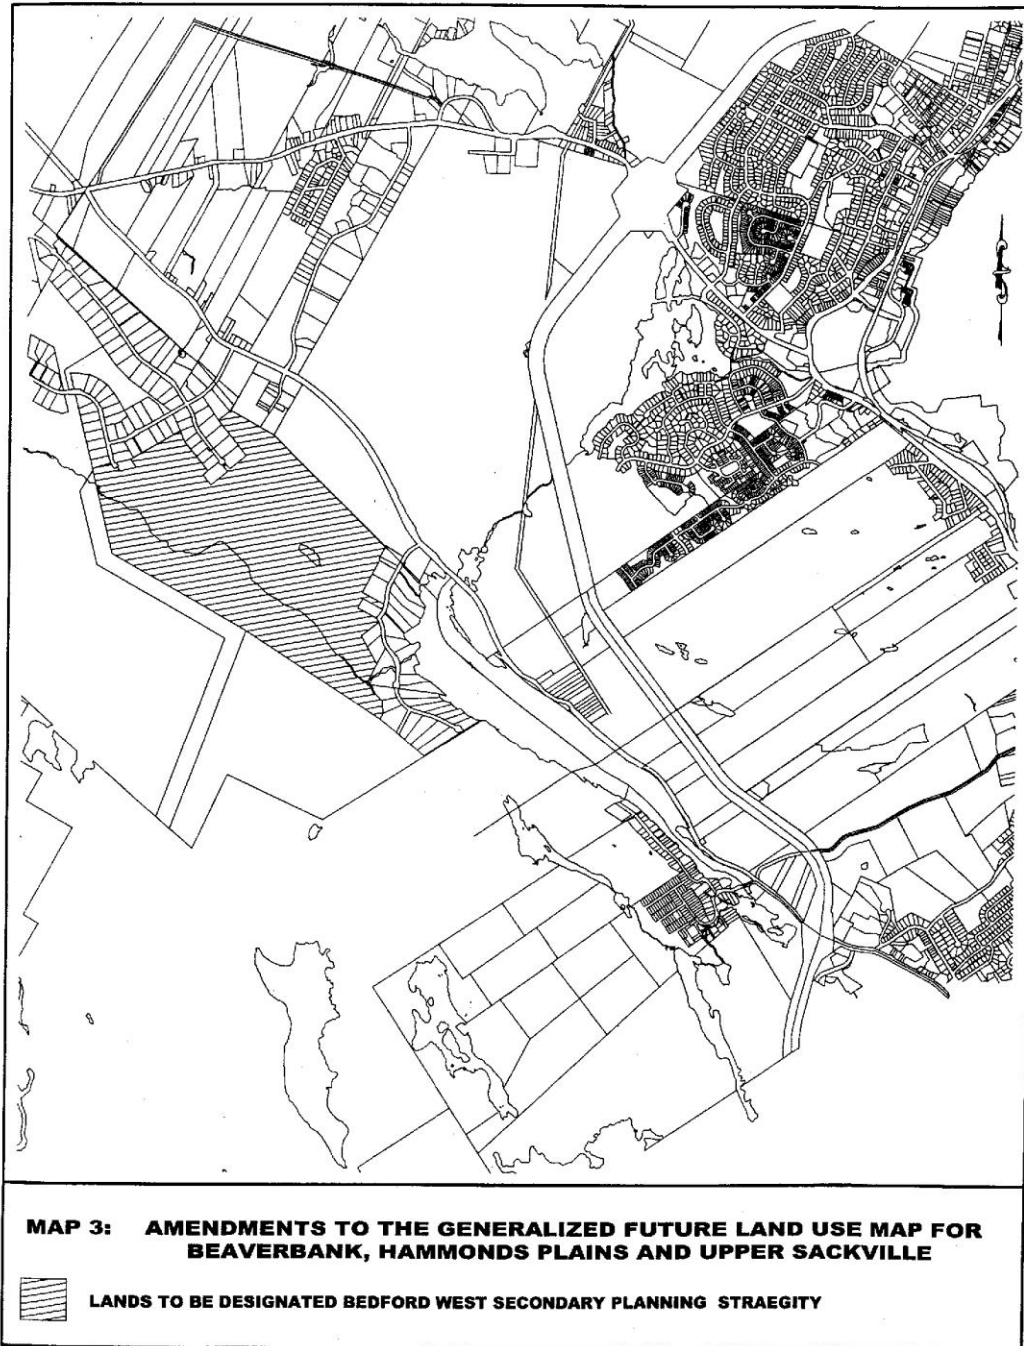 MAP 3: AMENDMENTS TO THE GENERALIZED FUTURE LAND USE MAP FOR
BEAVERBANK, HAMMONDS PLAINS AND UPPER SACKVILLE
LANDS TO BE DESIGNATED BEDFORD WEST SECONDARY PLANNING STRAEGITY